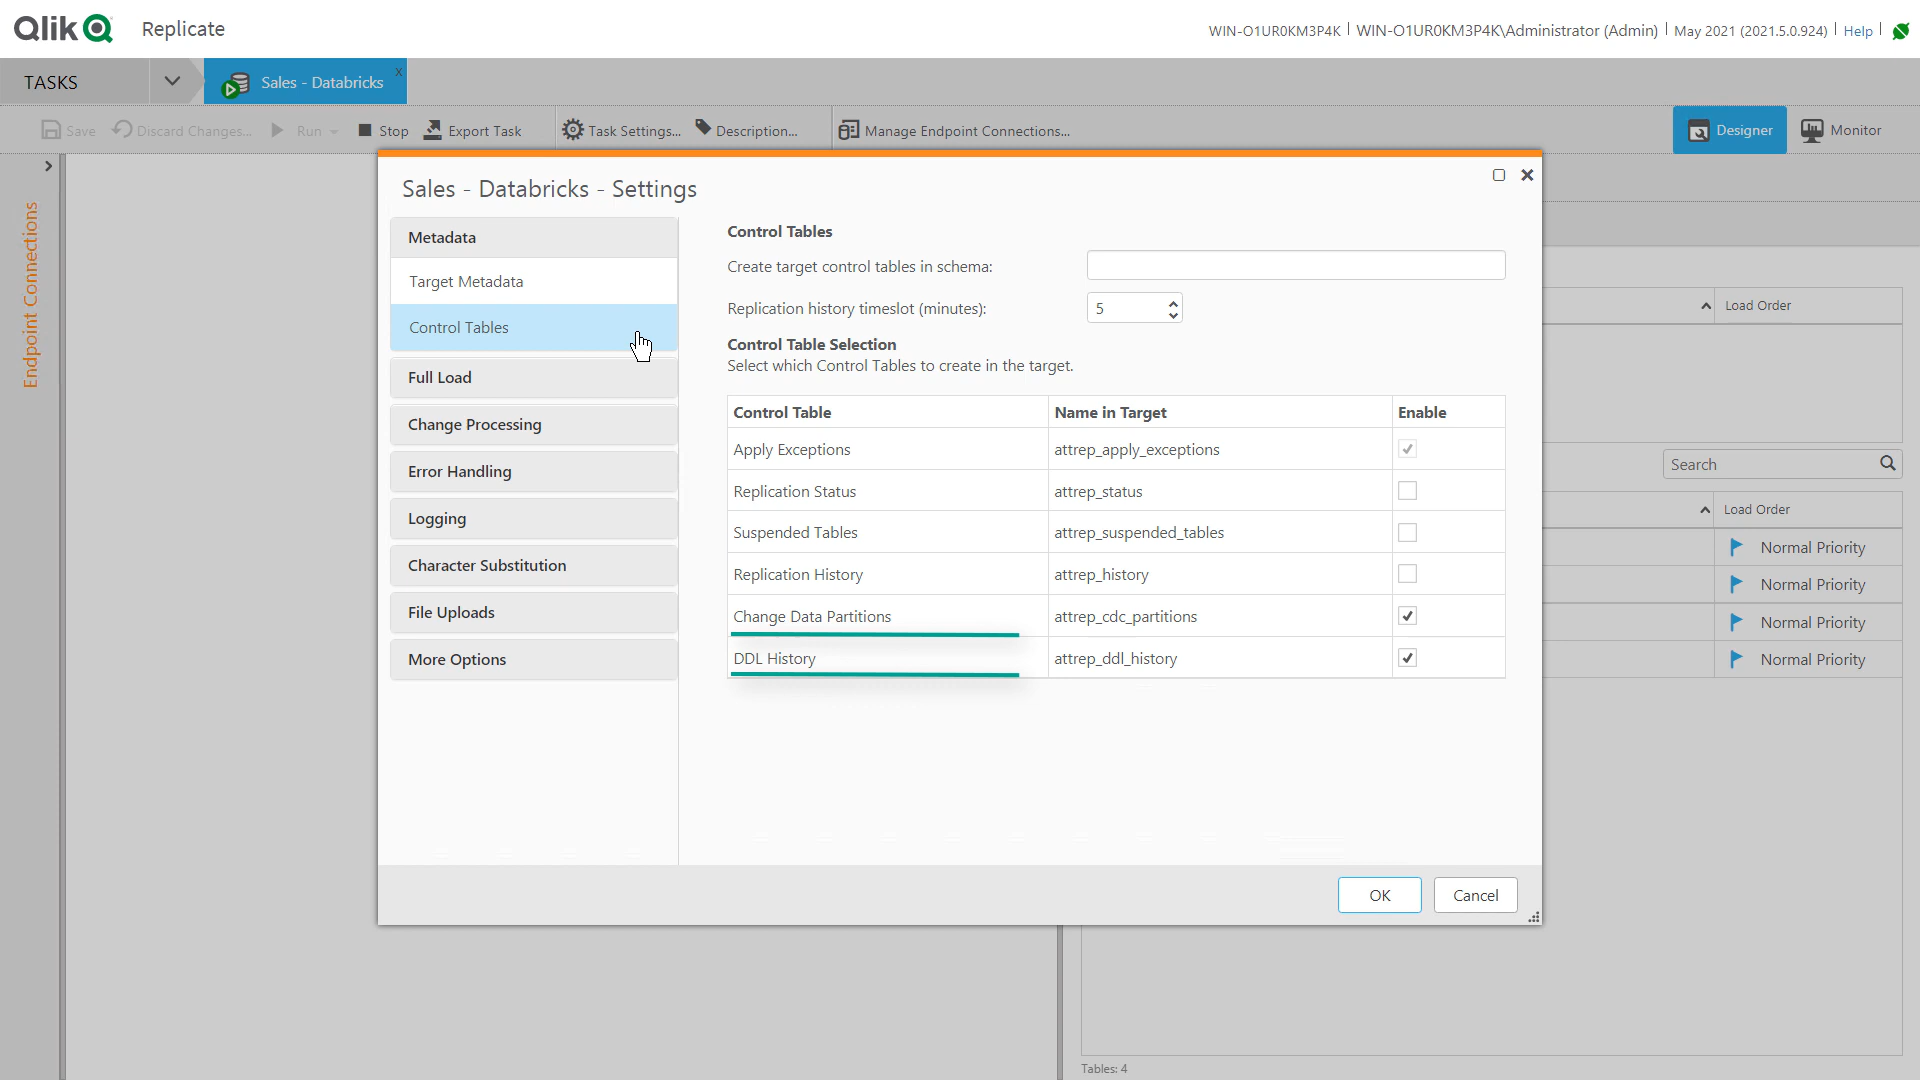 Qlik Replicate
WIN-O1UR0KM3P4K WIN-O1UR0KM3P4K\Administrator (Admin) May 2021 (2021.5.0.924) Help
TASKS Sales - Databricks x
Save Discard Changes... Run Stop Export Task Task Settings... Description... Manage Endpoint Connections... Designer Monitor
Endpoint Connections
Sales - Databricks - Settings
Metadata
Target Metadata
Control Tables
Full Load
Change Processing
Error Handling
Logging
Character Substitution
File Uploads
More Options
Control Tables
Create target control tables in schema:
Replication history timeslot (minutes): 5
Control Table Selection
Select which Control Tables to create in the target.
Control Table Name in Target Enable
Apply Exceptions attrep_apply_exceptions
Replication Status attrep_status
Suspended Tables attrep_suspended_tables
Replication History attrep_history
Change Data Partitions attrep_cdc_partitions
DDL History attrep_ddl_history
OK Cancel
Load Order
Search
Load Order
Normal Priority
Normal Priority
Normal Priority
Normal Priority
Tables: 4